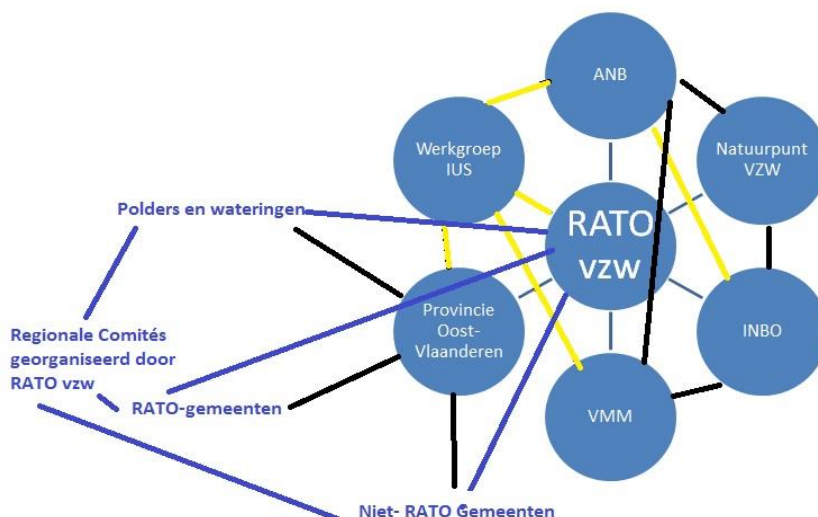 ANB
Werkgroep
IUS
Natuurpunt
VZW
Polders en wateringen
RATO
vzw
Provincie
Oost-
Vlaanderen
INBO
Regionale Comités
georganiseerd door
RATO vzw
RATO-gemeenten
VMM
Niet- RATO Gemeenten